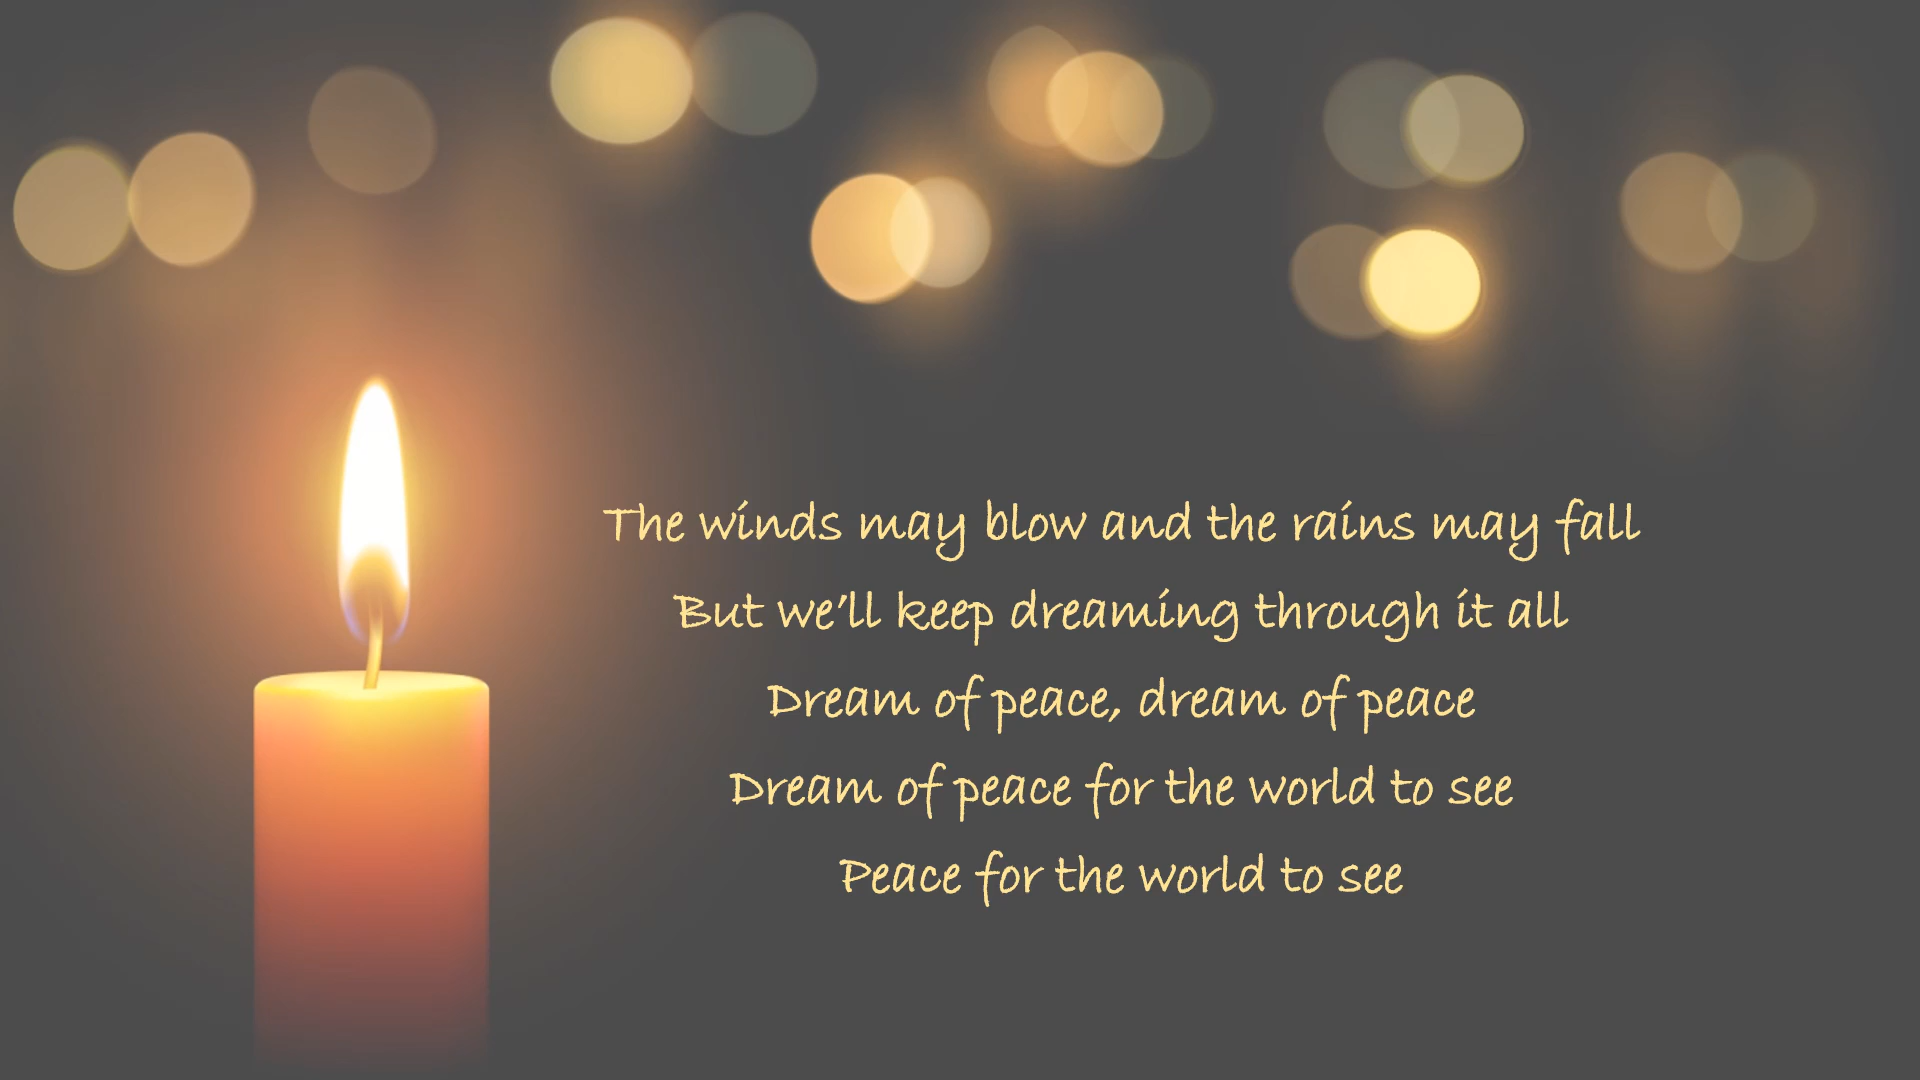 The winds may blow and the rains may fall
But we’ll keep dreaming through it all
Dream of peace, dream of peace
Dream of peace for the world to see
Peace for the world to see